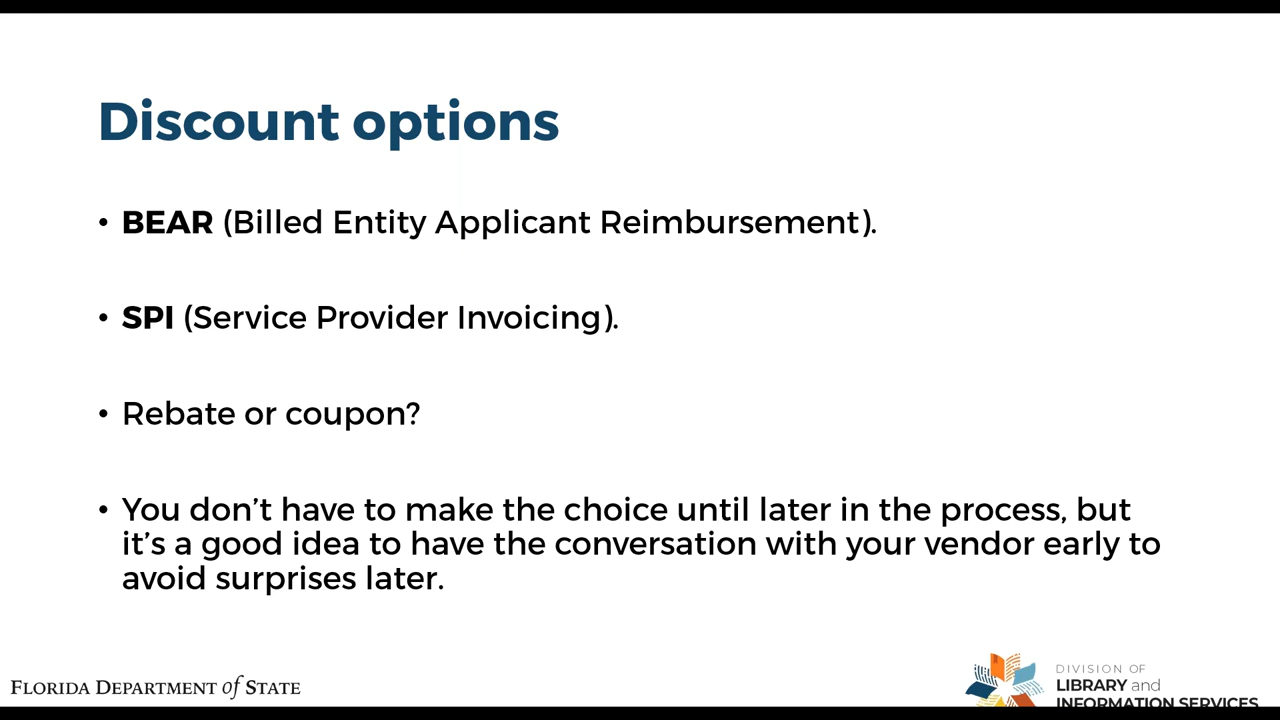 Discount options
• BEAR (Billed Entity Applicant Reimbursement).
• SPI (Service Provider Invoicing).
• Rebate or coupon?
• You don’t have to make the choice until later in the process, but
it’s a good idea to have the conversation with your vendor early to
avoid surprises later.
FLORIDA DEPARTMENT of STATE
DIVISION OF
LIBRARY and
INFORMATION SERVICES